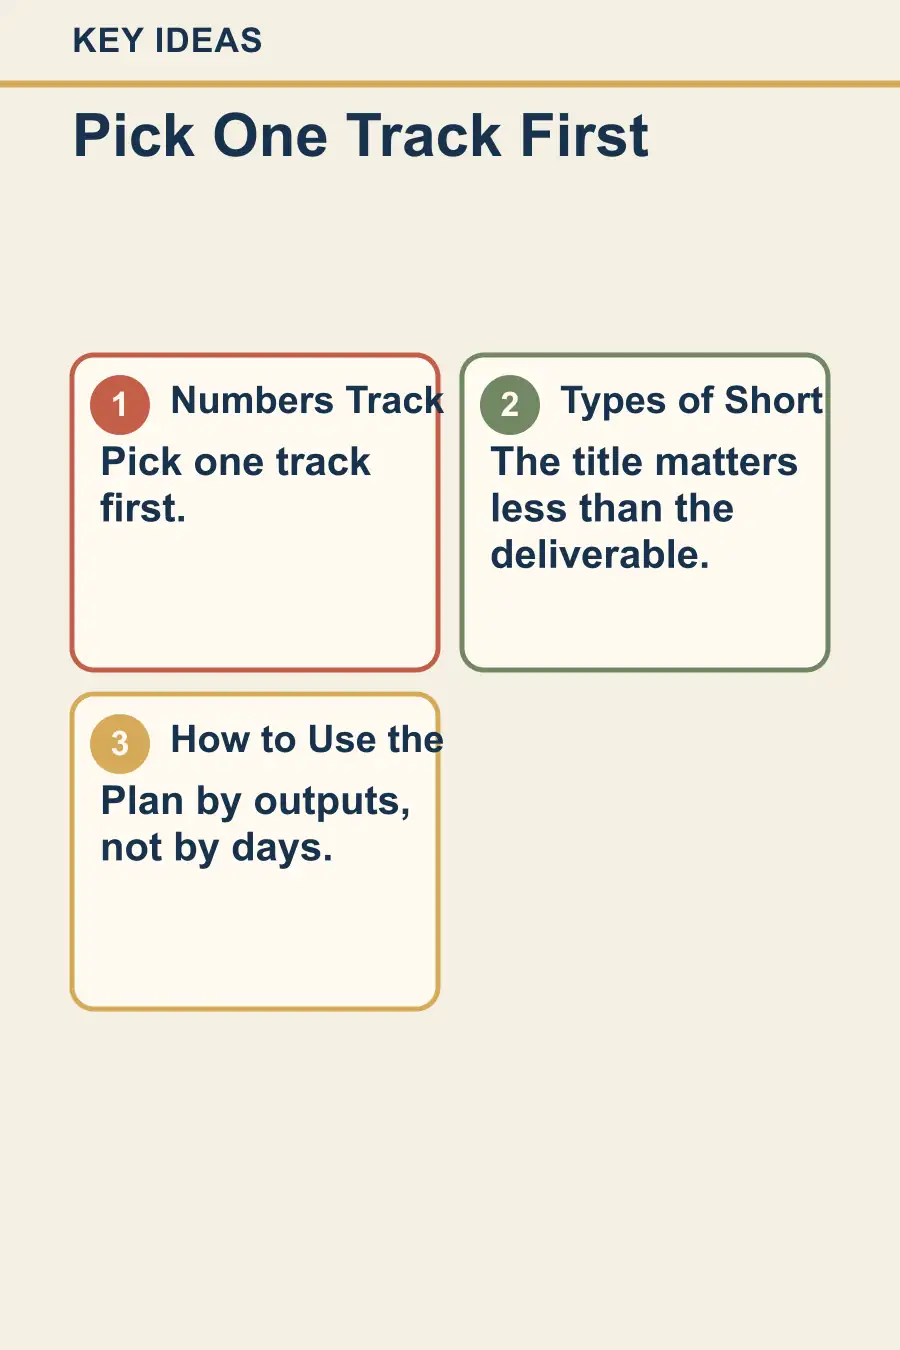 KEY IDEAS
Pick One Track First
1
Numbers Track
Pick one track
first.
2
Types of Short
The title matters
less than the
deliverable.
3
How to Use the
Plan by outputs,
not by days.